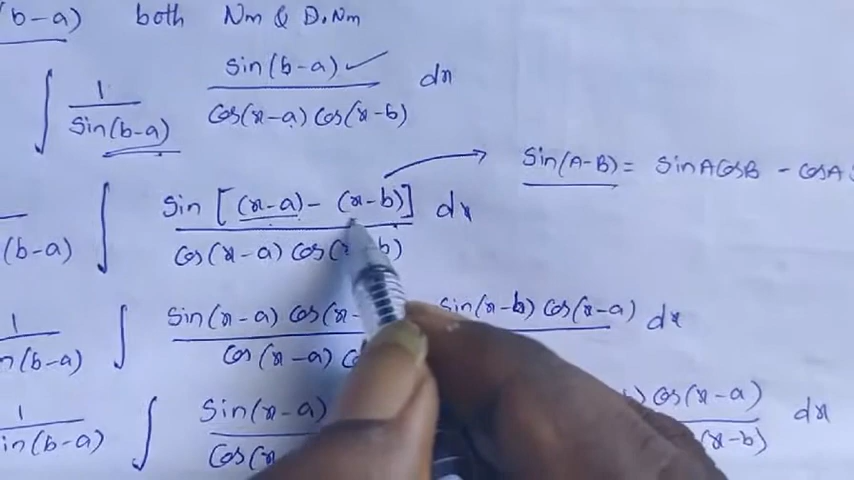 (b-a) both Nm & D.Nm
∫ 1/sin(b-a) sin(b-a) ✓/cos(x-a) cos(x-b) dx
sin(A-B) = sinA cosB - cosA
(b-a) ∫ sin[(x-a) - (x-b)]/cos(x-a) cos(x-b) dx
1/n(b-a) ∫ sin(x-a) cos(x- sin(x-b) cos(x-a)/cos(x-a) dx
1/in(b-a) ∫ sin(x-a) cos(x-a)/cos(x (x-b) dx